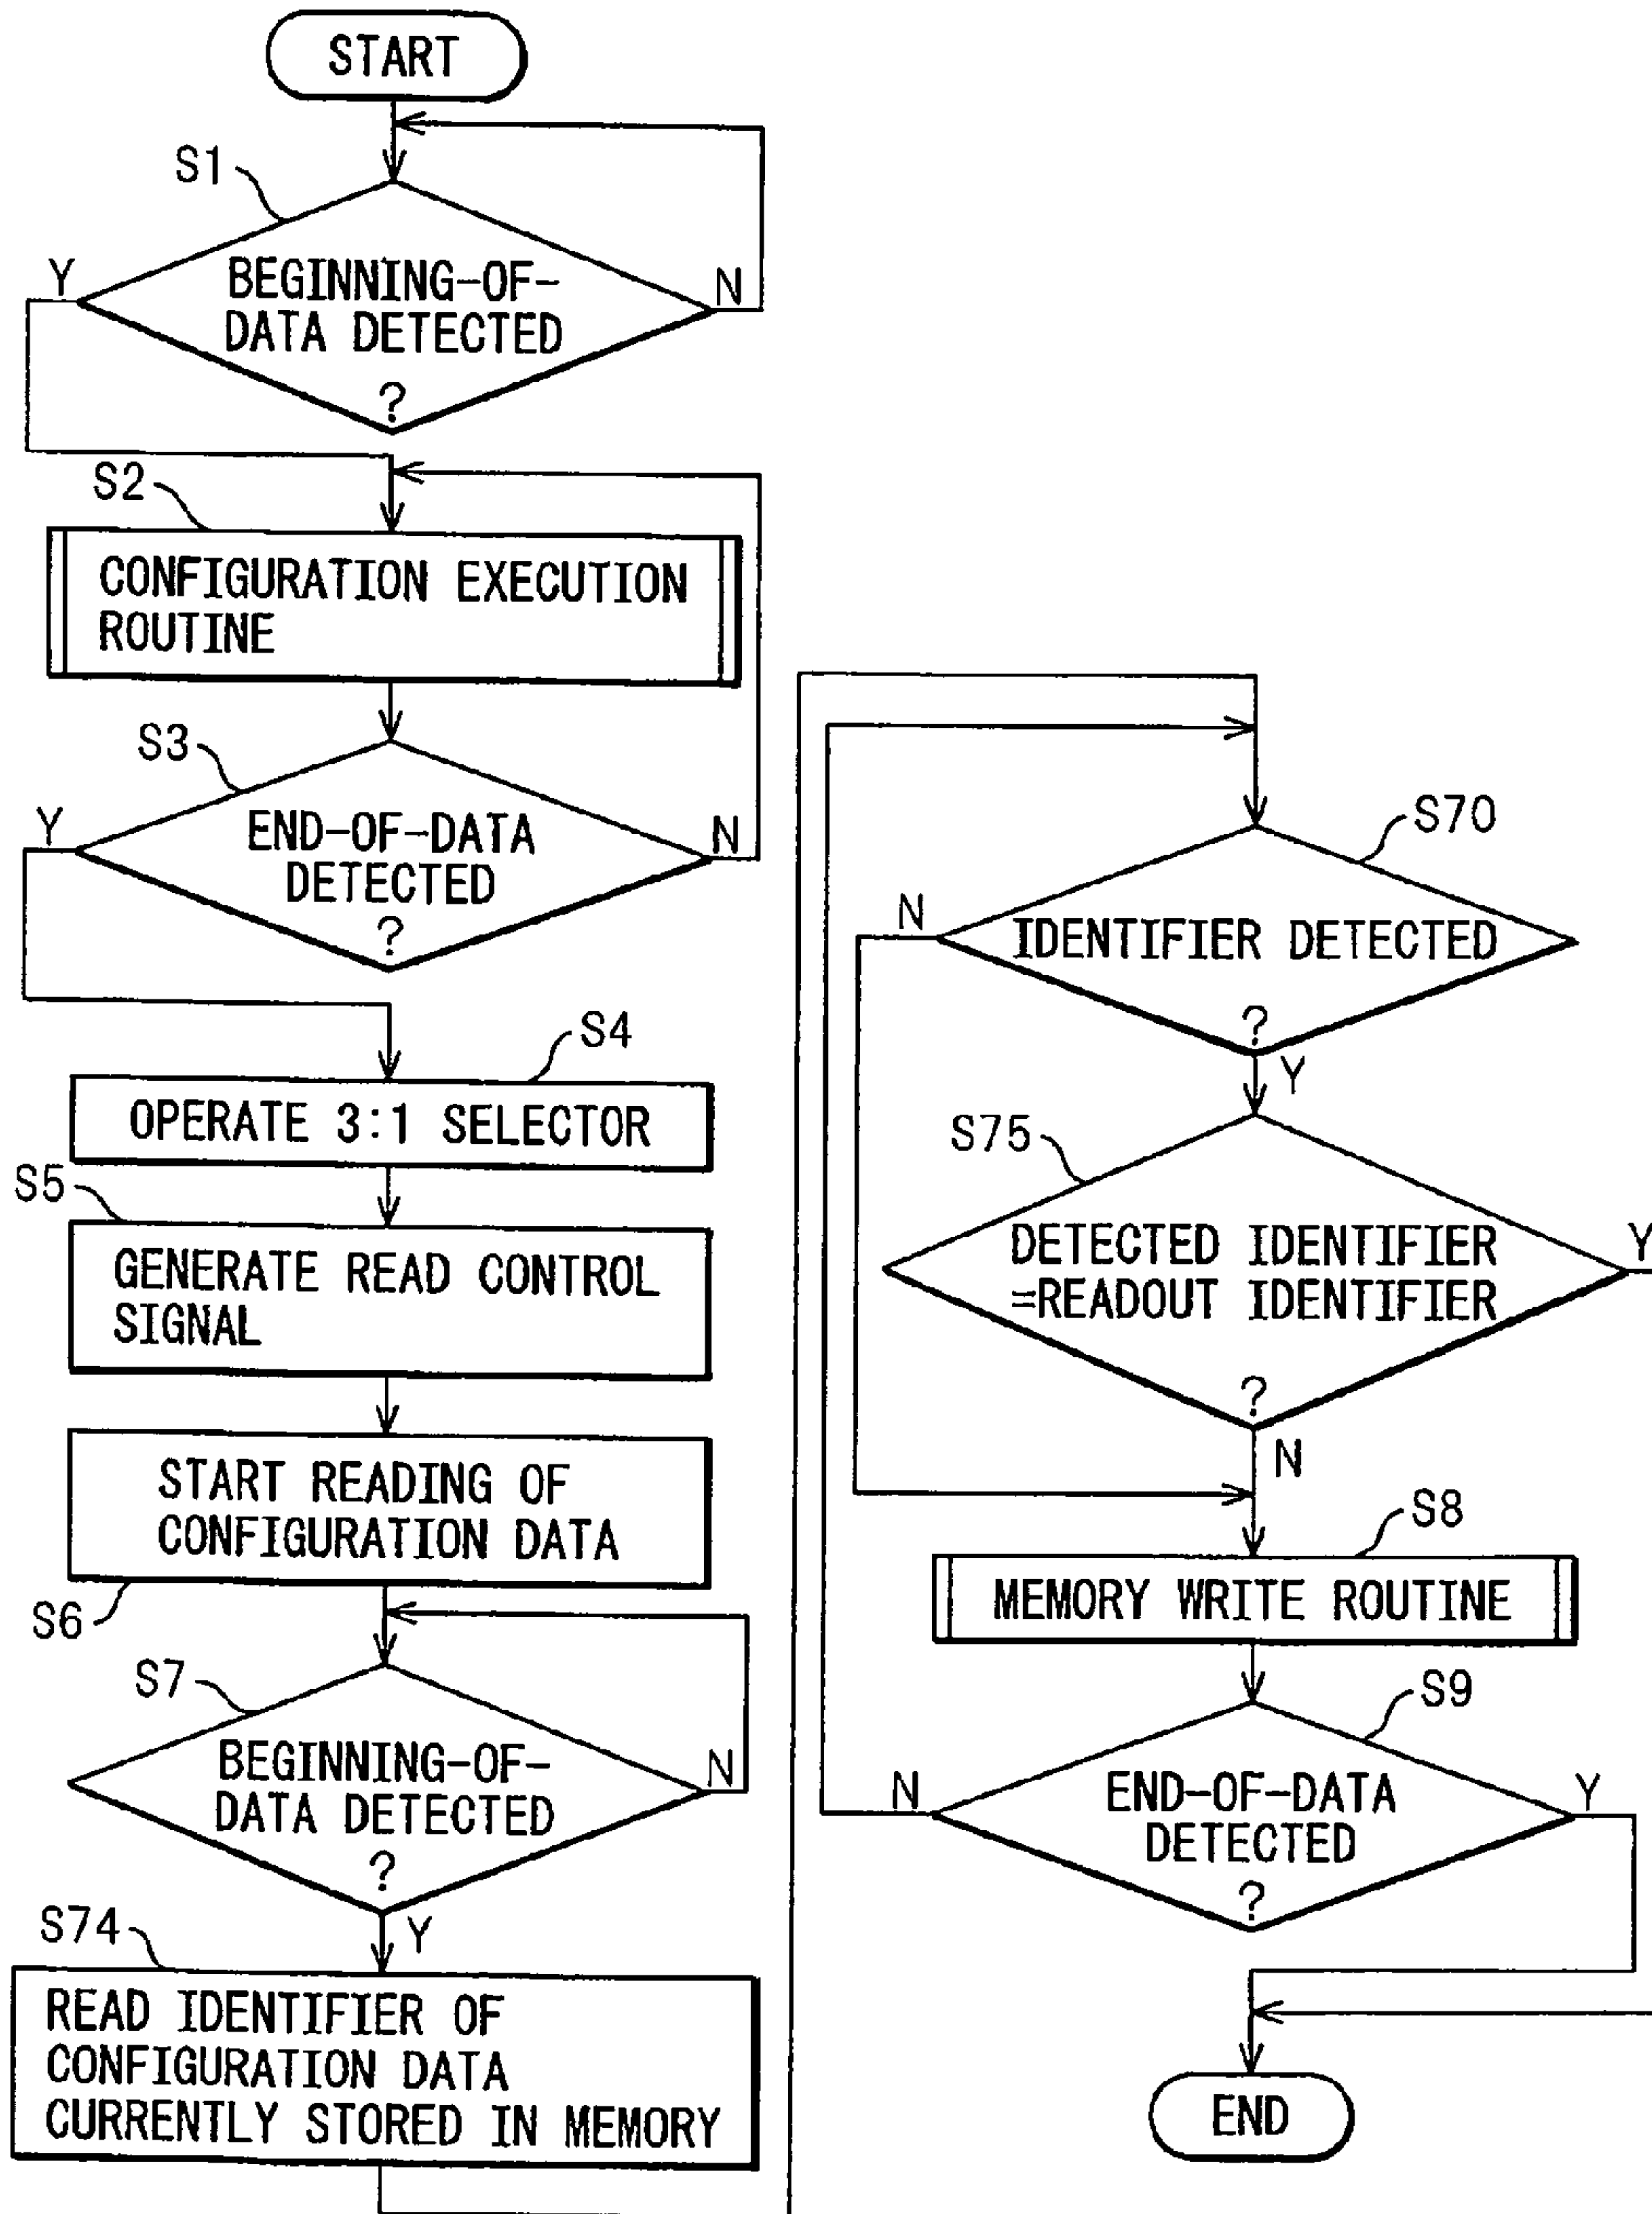 START
S1
Y
BEGINNING-OF-
DATA DETECTED
?
N
S2
CONFIGURATION EXECUTION
ROUTINE
S3
Y
END-OF-DATA
DETECTED
?
N
S4
OPERATE 3:1 SELECTOR
S5
GENERATE READ CONTROL
SIGNAL
START READING OF
CONFIGURATION DATA
S6
S7
BEGINNING-OF-
DATA DETECTED
?
N
Y
S74
READ IDENTIFIER OF
CONFIGURATION DATA
CURRENTLY STORED IN MEMORY
S70
N
IDENTIFIER DETECTED
?
Y
S75
DETECTED IDENTIFIER
=READOUT IDENTIFIER
?
Y
N
S8
MEMORY WRITE ROUTINE
S9
N
END-OF-DATA
DETECTED
?
Y
END